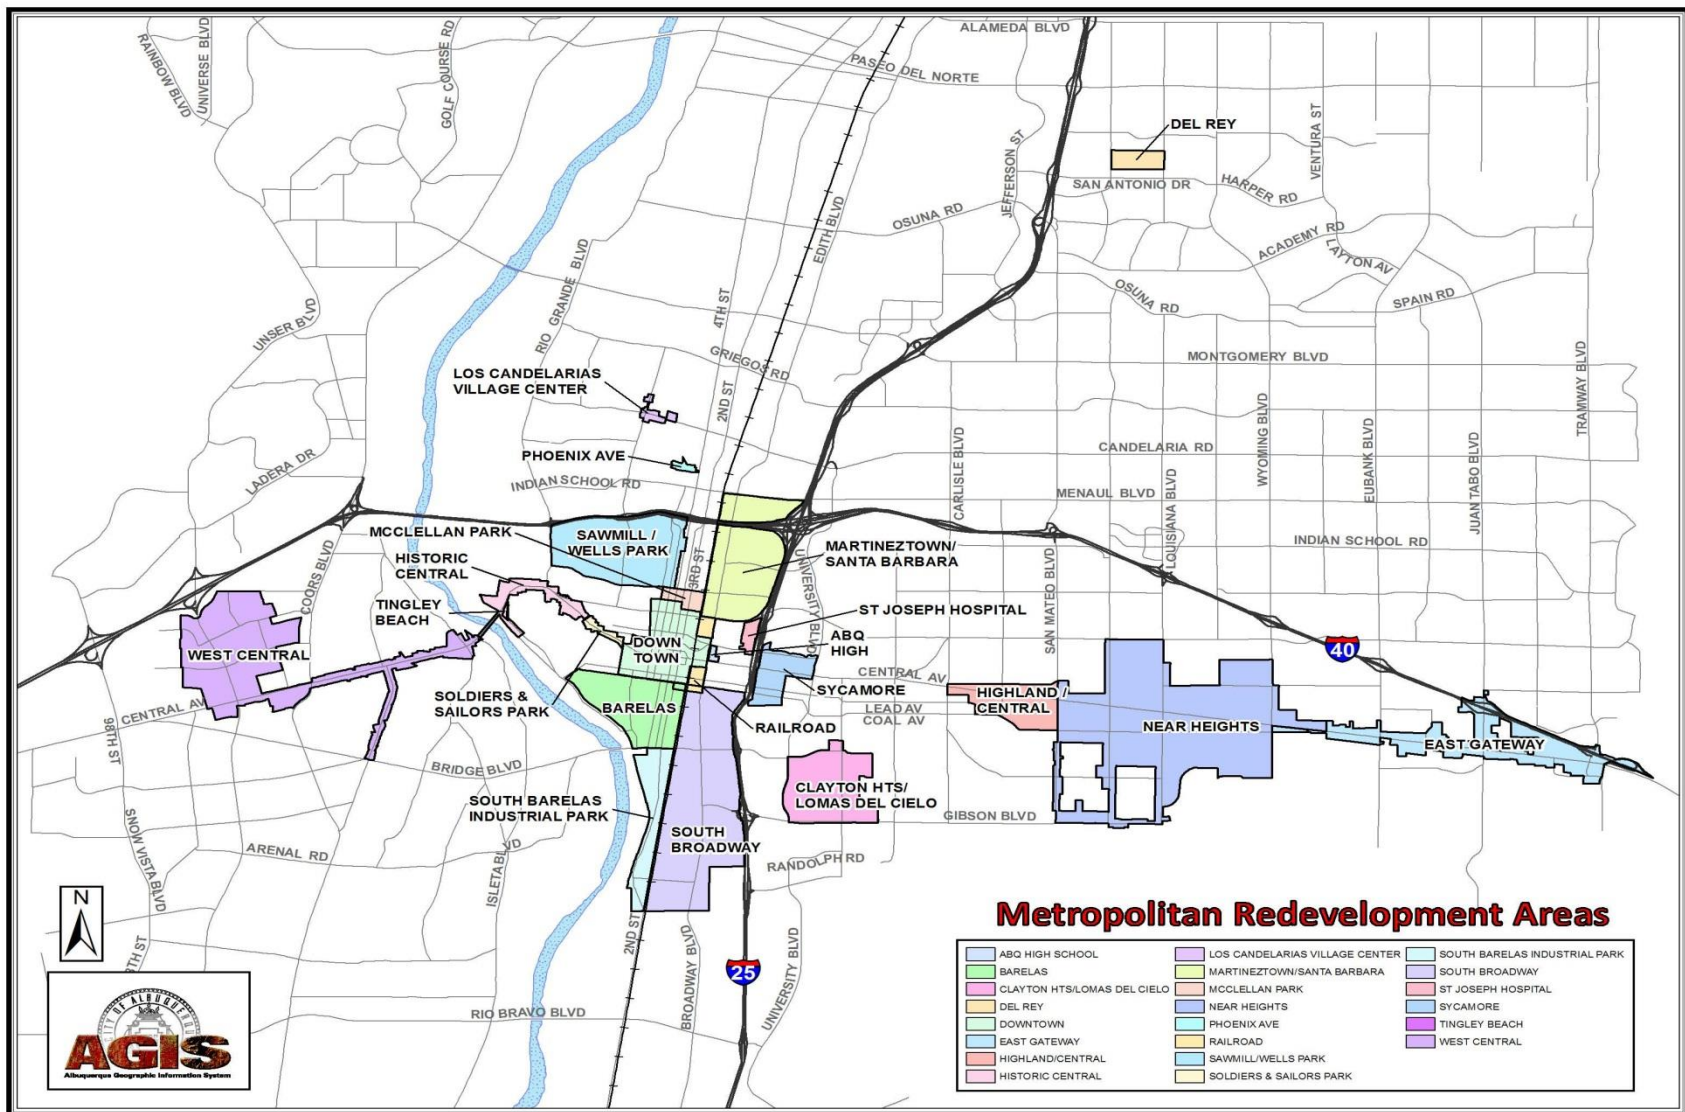 ALAMEDA BLVD
RAINBOW BLVD
UNIVERSE BLVD
GOLF COURSE RD
PASEO DEL NORTE
DEL REY
JEFFERSON ST
VENTURA ST
SAN ANTONIO DR
HARPER RD
OSUNA RD
EDITH BLVD
ACADEMY RD
LAYTON AV
RIO GRANDE BLVD
4TH ST
OSUNA RD
SPAIN RD
UNSER BLVD
GRIEGOS RD
MONTGOMERY BLVD
TRAMWAY BLVD
LOS CANDELARIAS
VILLAGE CENTER
2ND ST
WYOMING BLVD
CARLISLE BLVD
CANDELARIA RD
EUBANK BLVD
JUAN TABO BLVD
LADERA DR
PHOENIX AVE
INDIAN SCHOOL RD
MENAUL BLVD
LOUISIANA BLVD
MCCLELLAN PARK
SAWMILL /
WELLS PARK
INDIAN SCHOOL RD
3RD ST
MARTINEZTOWN/
SANTA BARBARA
UNIVERSITY BLVD
SAN MATEO BLVD
HISTORIC
CENTRAL
COORS BLVD
TINGLEY
BEACH
ST JOSEPH HOSPITAL
ABQ
HIGH
DOWN
TOWN
40
WEST CENTRAL
CENTRAL AV
SYCAMORE
HIGHLAND /
CENTRAL
SOLDIERS &
SAILORS PARK
BARELAS
LEAD AV
COAL AV
CENTRAL AV
RAILROAD
NEAR HEIGHTS
EAST GATEWAY
98TH ST
BRIDGE BLVD
CLAYTON HTS/
LOMAS DEL CIELO
SOUTH BARELAS
INDUSTRIAL PARK
GIBSON BLVD
SNOW VISTA BLVD
SOUTH
BROADWAY
ARENAL RD
ISLETA BLVD
RANDOLPH RD
N
2ND ST
BROADWAY BLVD
UNIVERSITY BLVD
8TH ST
25
RIO BRAVO BLVD
CITY OF ALBUQUERQUE
AGIS
Albuquerque Geographic Information System
Metropolitan Redevelopment Areas
ABQ HIGH SCHOOL
BARELAS
CLAYTON HTS/LOMAS DEL CIELO
DEL REY
DOWNTOWN
EAST GATEWAY
HIGHLAND/CENTRAL
HISTORIC CENTRAL
LOS CANDELARIAS VILLAGE CENTER
MARTINEZTOWN/SANTA BARBARA
MCCLELLAN PARK
NEAR HEIGHTS
PHOENIX AVE
RAILROAD
SAWMILL/WELLS PARK
SOLDIERS & SAILORS PARK
SOUTH BARELAS INDUSTRIAL PARK
SOUTH BROADWAY
ST JOSEPH HOSPITAL
SYCAMORE
TINGLEY BEACH
WEST CENTRAL